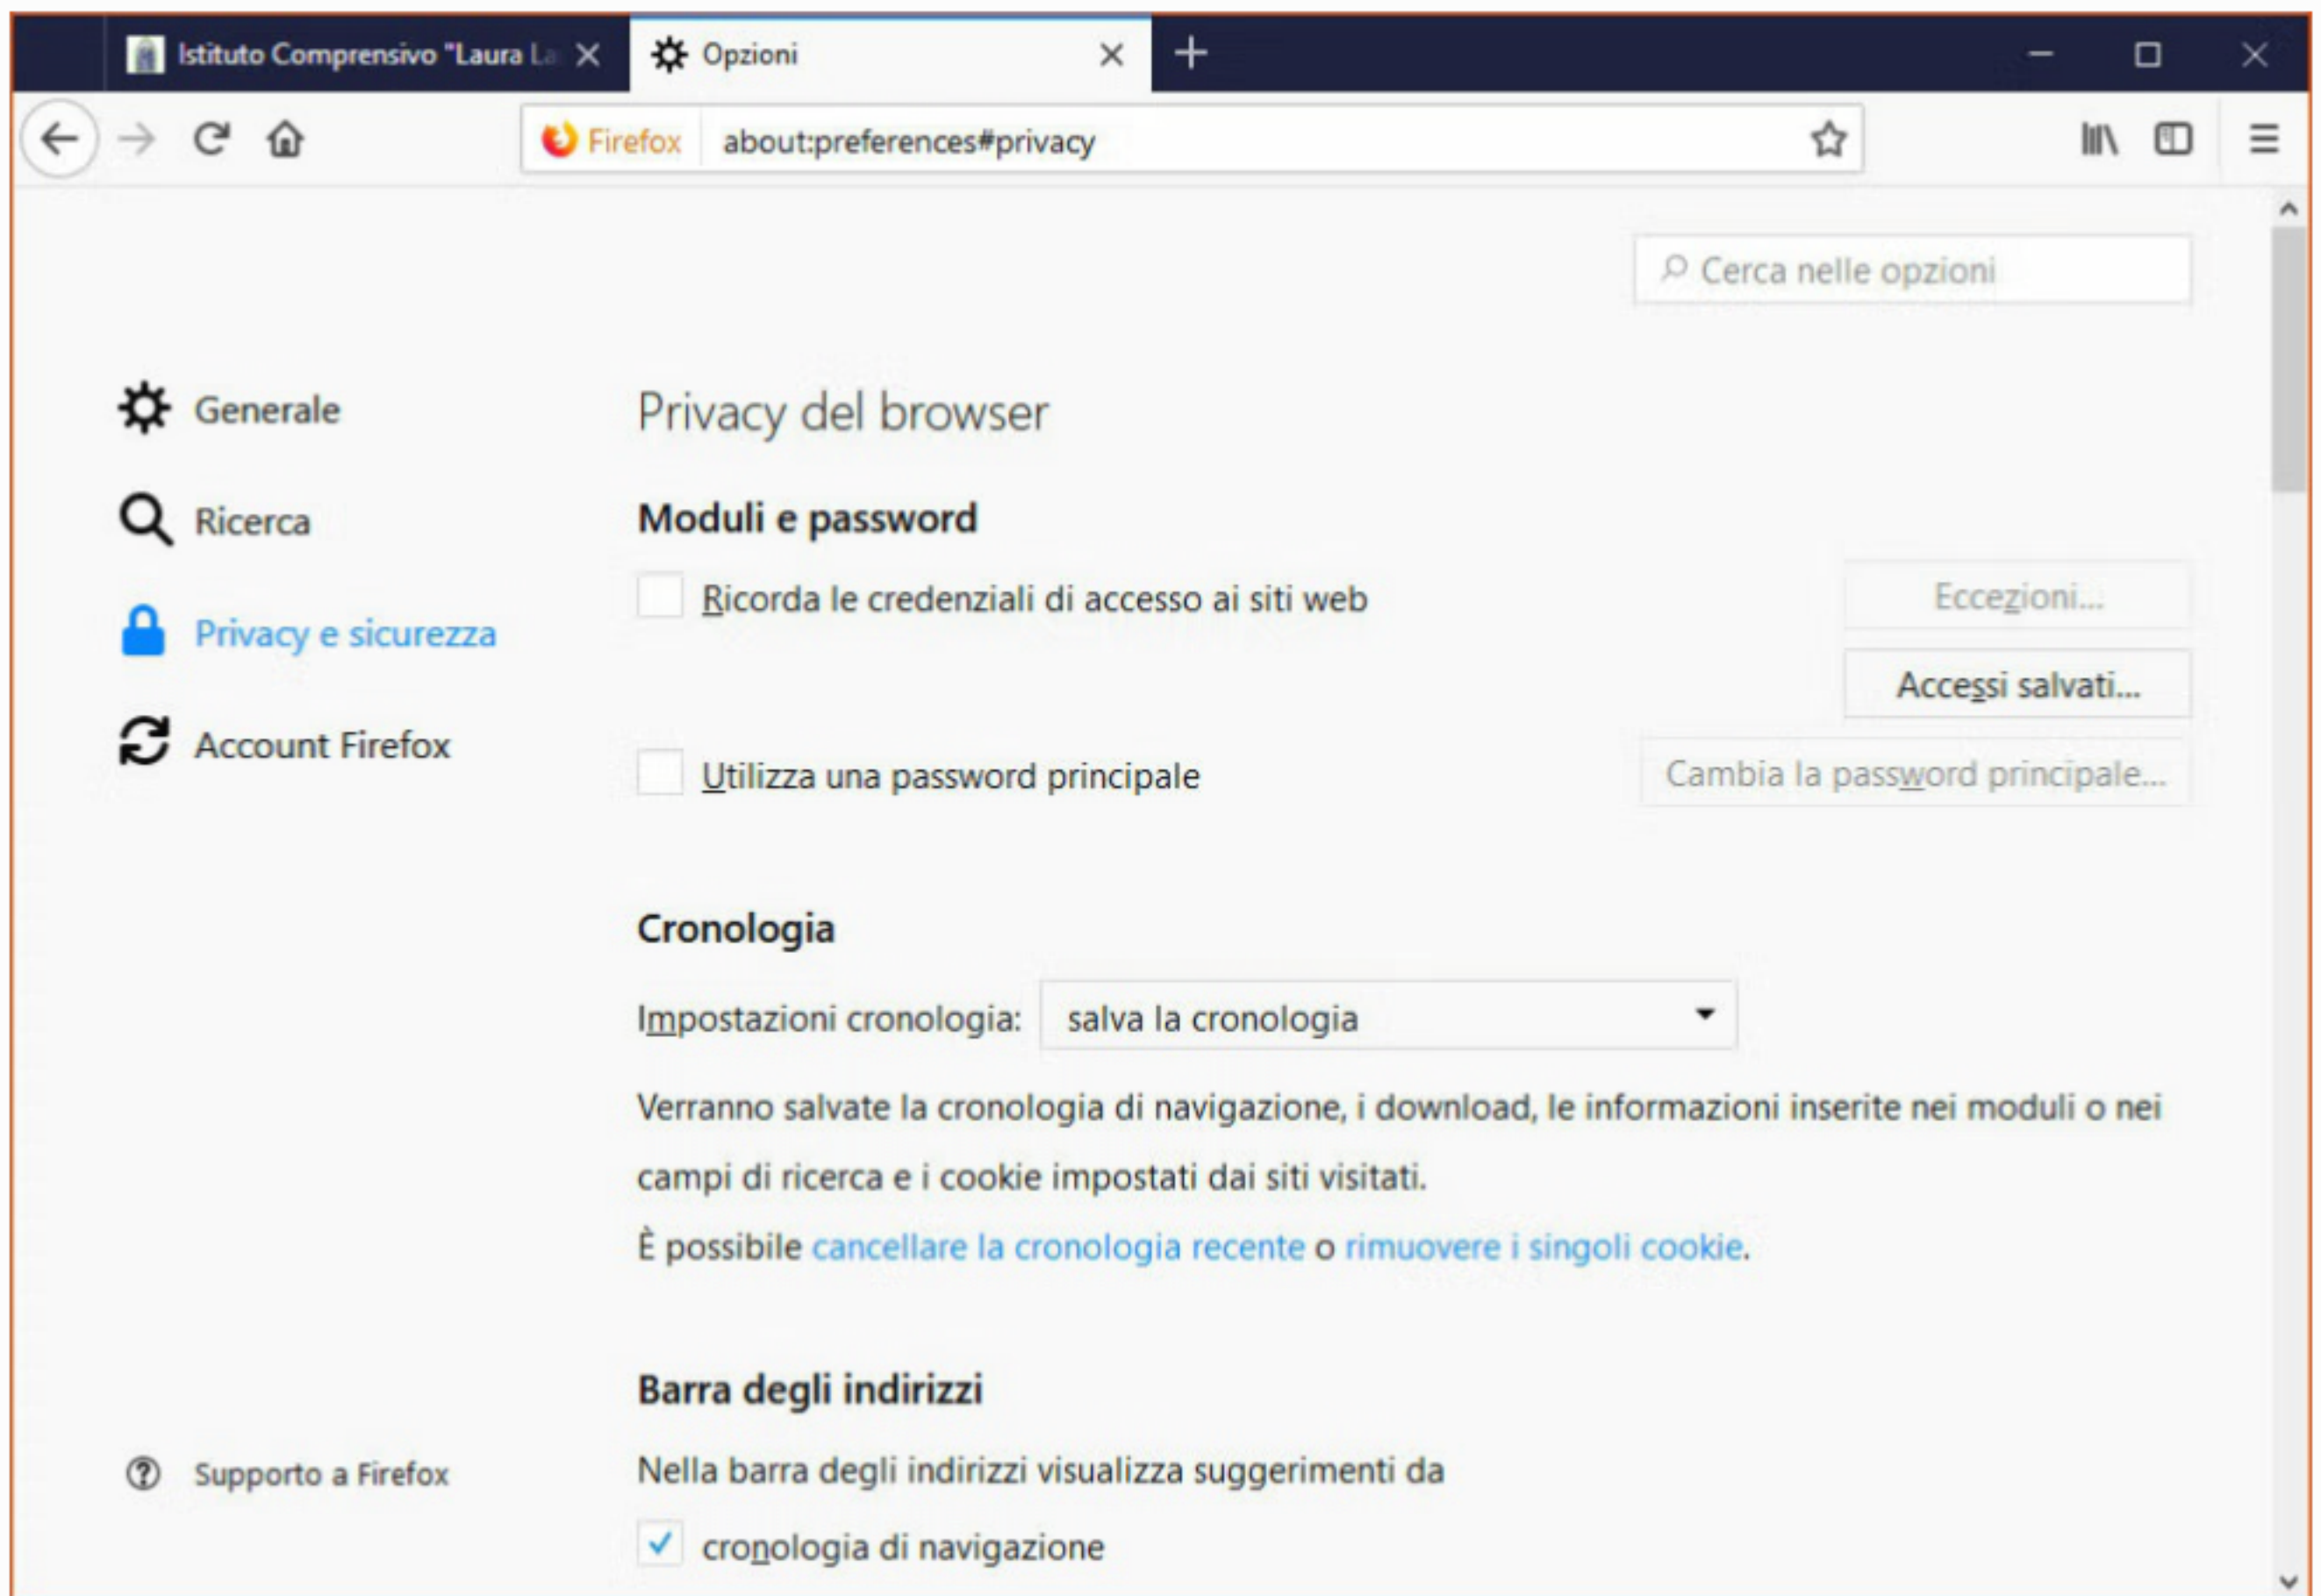 Istituto Comprensivo "Laura La
Opzioni
Firefox
about:preferences#privacy
Cerca nelle opzioni
Generale
Ricerca
Privacy e sicurezza
Account Firefox
Privacy del browser
Moduli e password
Ricorda le credenziali di accesso ai siti web
Eccezioni...
Accessi salvati...
Utilizza una password principale
Cambia la password principale...
Cronologia
Impostazioni cronologia: salva la cronologia
Verranno salvate la cronologia di navigazione, i download, le informazioni inserite nei moduli o nei
campi di ricerca e i cookie impostati dai siti visitati.
È possibile cancellare la cronologia recente o rimuovere i singoli cookie.
Barra degli indirizzi
Nella barra degli indirizzi visualizza suggerimenti da
cronologia di navigazione
Supporto a Firefox